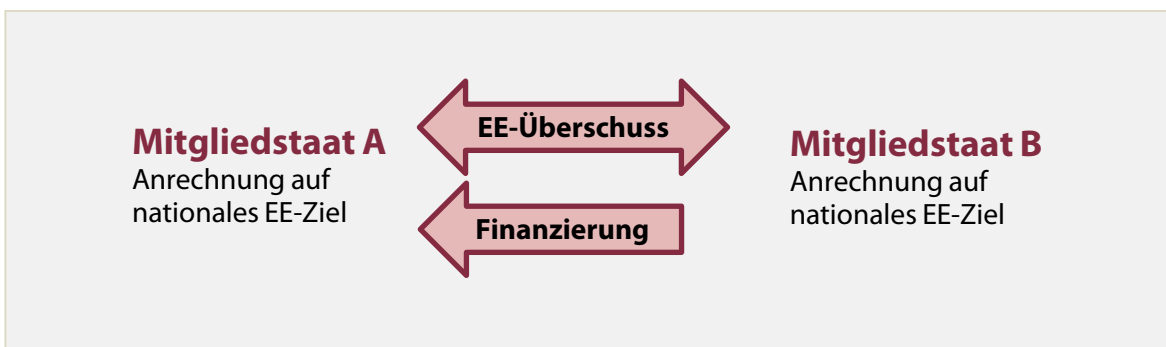 Mitgliedstaat A
Anrechnung auf
nationales EE-Ziel
EE-Überschuss
Finanzierung
Mitgliedstaat B
Anrechnung auf
nationales EE-Ziel